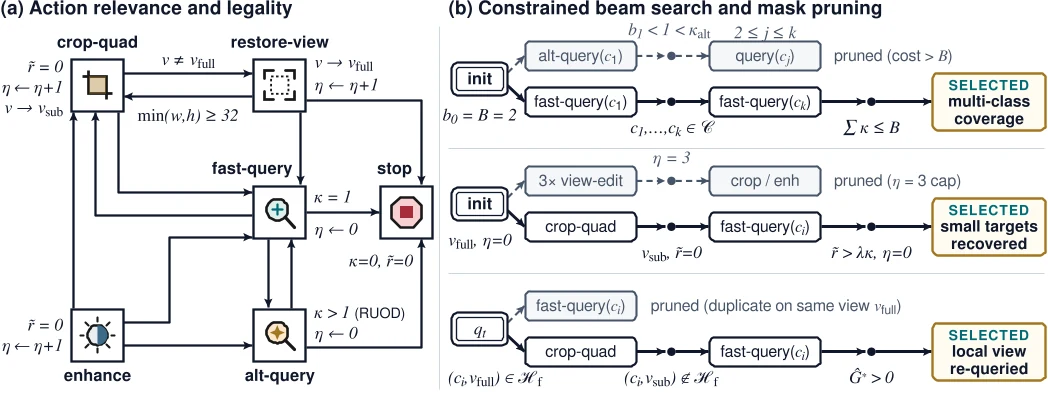 (a) Action relevance and legality
crop-quad
restore-view
r̃ = 0
η ← η+1
v → v_sub
v ≠ v_full
min(w,h) ≥ 32
v → v_full
η ← η+1
fast-query
stop
κ = 1
η ← 0
κ=0, r̃=0
r̃ = 0
η ← η+1
κ > 1 (RUOD)
η ← 0
enhance
alt-query
(b) Constrained beam search and mask pruning
b₁ < 1 < κ_alt
2 ≤ j ≤ k
alt-query(c₁)
query(c_j)
pruned (cost > B)
init
fast-query(c₁)
fast-query(c_k)
SELECTED
multi-class
coverage
b₀ = B = 2
c₁,…,c_k ∈ 𝒞
∑ κ ≤ B
η = 3
3× view-edit
crop / enh
pruned (η = 3 cap)
init
crop-quad
fast-query(c_i)
SELECTED
small targets
recovered
v_full, η=0
v_sub, r̃=0
r̃ > λκ, η=0
fast-query(c_i)
pruned (duplicate on same view v_full)
q_t
crop-quad
fast-query(c_i)
SELECTED
local view
re-queried
(c_i,v_full) ∈ ℋ_f
(c_i,v_sub) ∉ ℋ_f
Ĝ* > 0